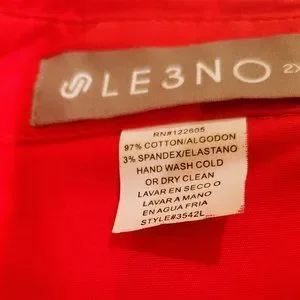 LE3NO 2X
RN#122605
97% COTTON/ALGODON
3% SPANDEX/ELASTANO
HAND WASH COLD
OR DRY CLEAN
LAVAR EN SECO O
LAVAR A MANO
EN AGUA FRIA
STYLE#3542L